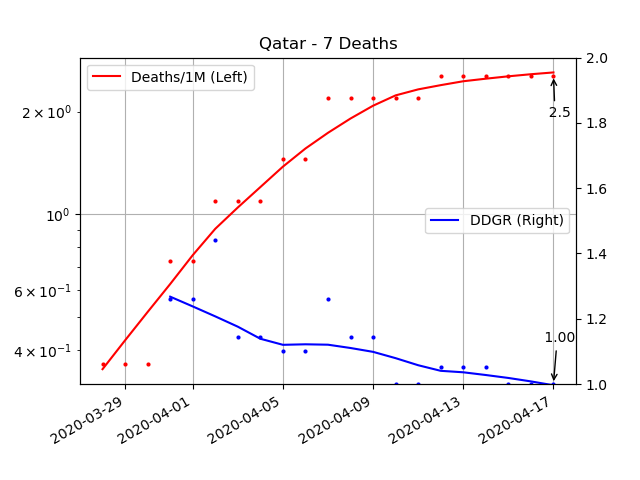 Qatar - 7 Deaths
Deaths/1M (Left)
DDGR (Right)
2.5
1.00
2 × 10⁰
10⁰
6 × 10⁻¹
4 × 10⁻¹
2.0
1.8
1.6
1.4
1.2
1.0
2020-03-29
2020-04-01
2020-04-05
2020-04-09
2020-04-13
2020-04-17